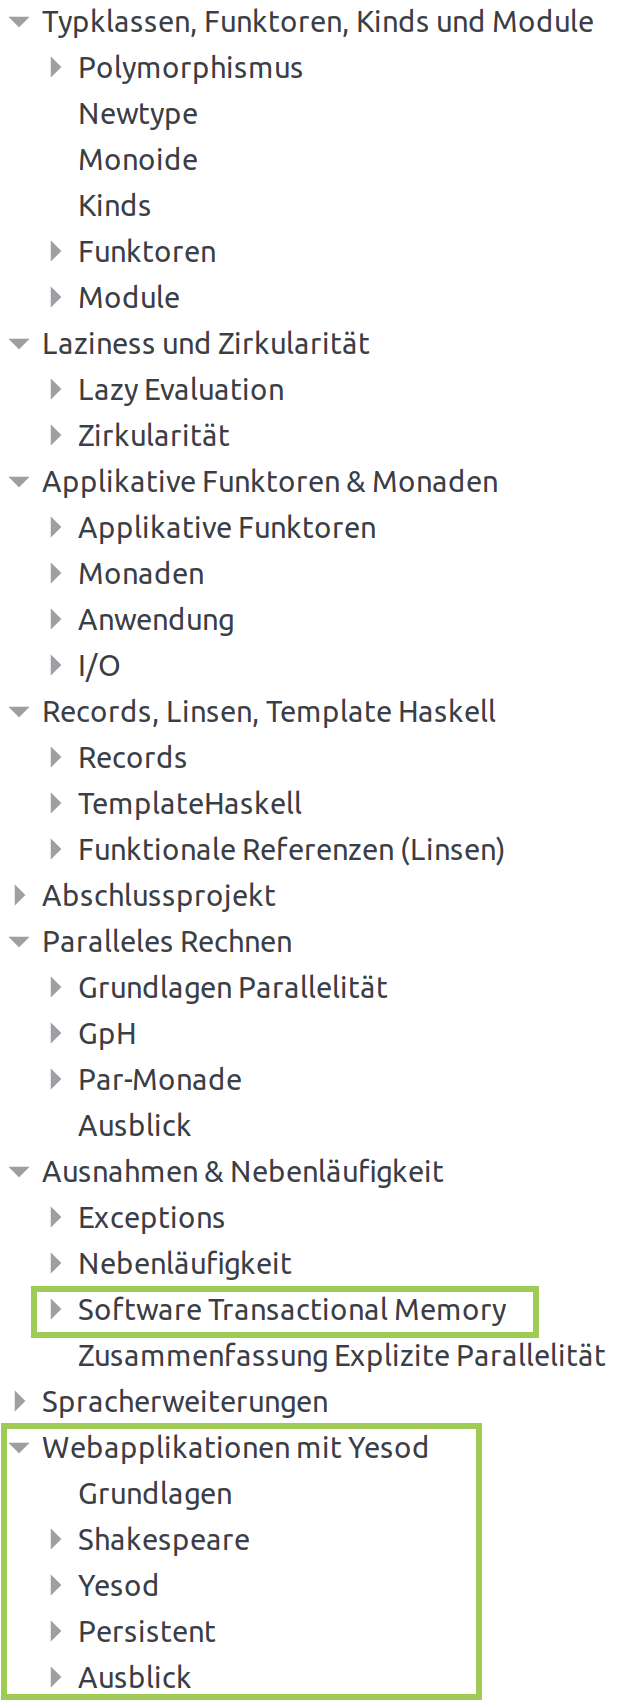 Typklassen, Funktoren, Kinds und Module
Polymorphismus
Newtype
Monoide
Kinds
Funktoren
Module
Laziness und Zirkularität
Lazy Evaluation
Zirkularität
Applikative Funktoren & Monaden
Applikative Funktoren
Monaden
Anwendung
I/O
Records, Linsen, Template Haskell
Records
TemplateHaskell
Funktionale Referenzen (Linsen)
Abschlussprojekt
Paralleles Rechnen
Grundlagen Parallelität
GpH
Par-Monade
Ausblick
Ausnahmen & Nebenläufigkeit
Exceptions
Nebenläufigkeit
Software Transactional Memory
Zusammenfassung Explizite Parallelität
Spracherweiterungen
Webapplikationen mit Yesod
Grundlagen
Shakespeare
Yesod
Persistent
Ausblick